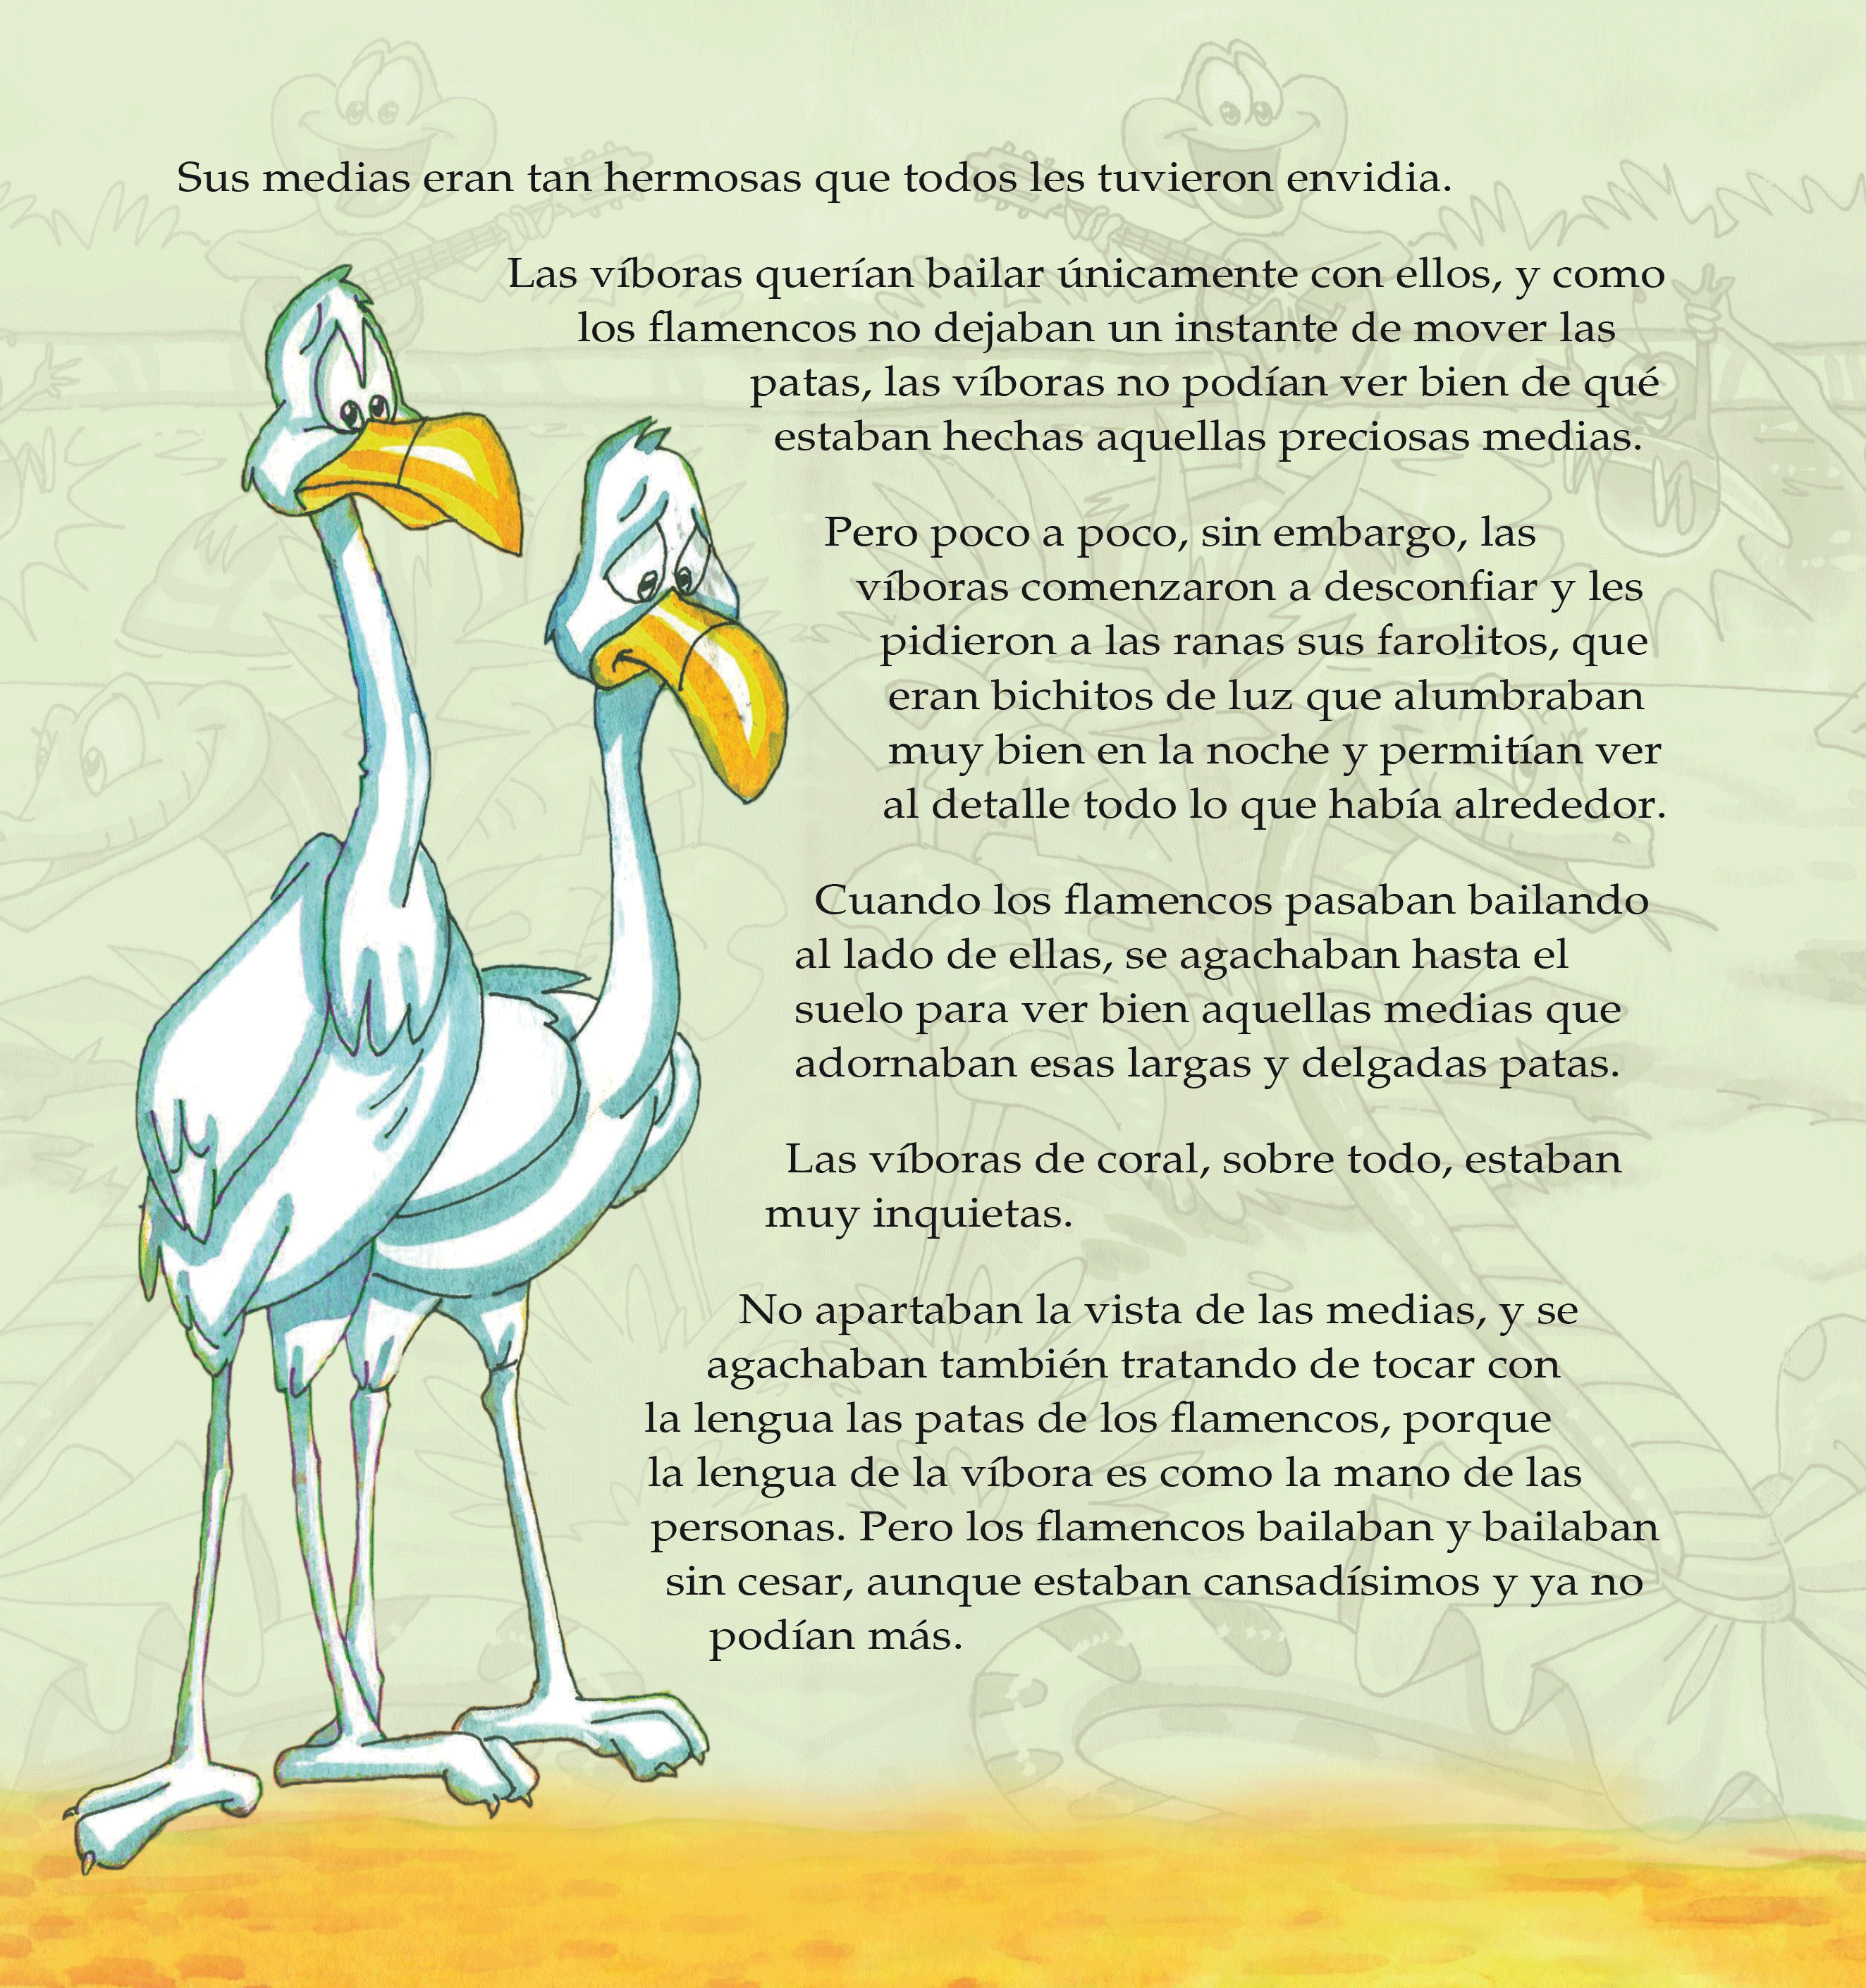 Sus medias eran tan hermosas que todos les tuvieron envidia.
Las víboras querían bailar únicamente con ellos, y como
los flamencos no dejaban un instante de mover las
patas, las víboras no podían ver bien de qué
estaban hechas aquellas preciosas medias.
Pero poco a poco, sin embargo, las
víboras comenzaron a desconfiar y les
pidieron a las ranas sus farolitos, que
eran bichitos de luz que alumbraban
muy bien en la noche y permitían ver
al detalle todo lo que había alrededor.
Cuando los flamencos pasaban bailando
al lado de ellas, se agachaban hasta el
suelo para ver bien aquellas medias que
adornaban esas largas y delgadas patas.
Las víboras de coral, sobre todo, estaban
muy inquietas.
No apartaban la vista de las medias, y se
agachaban también tratando de tocar con
la lengua las patas de los flamencos, porque
la lengua de la víbora es como la mano de las
personas. Pero los flamencos bailaban y bailaban
sin cesar, aunque estaban cansadísimos y ya no
podían más.